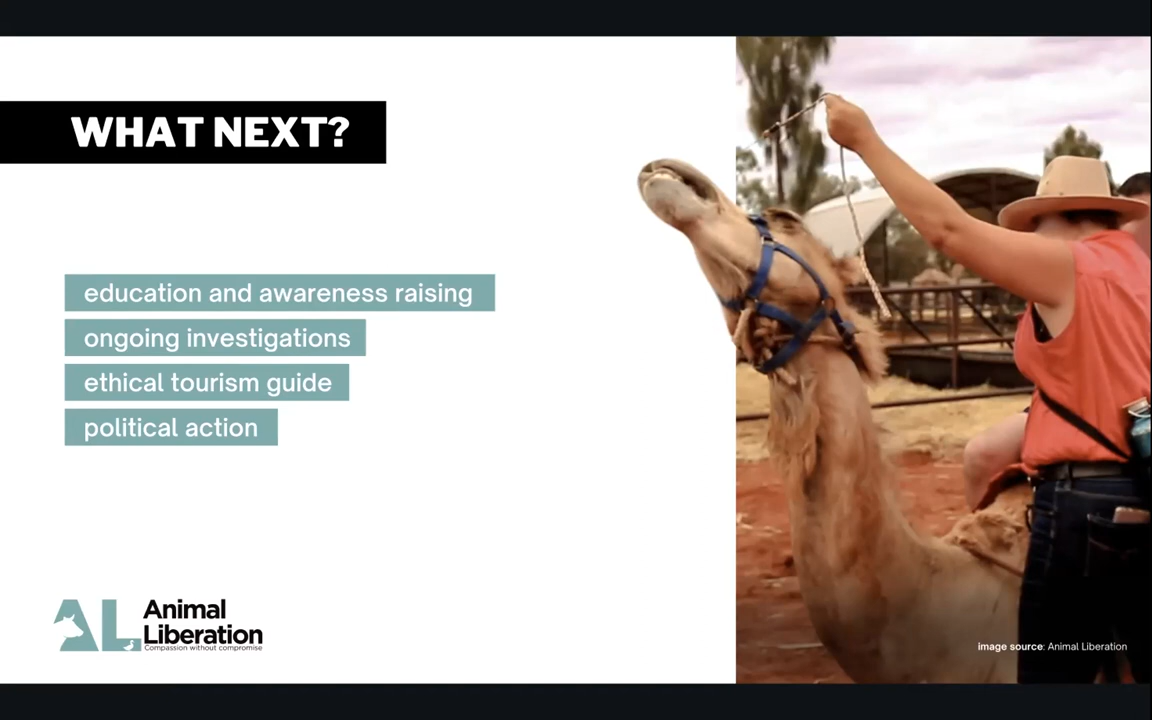 WHAT NEXT?
education and awareness raising
ongoing investigations
ethical tourism guide
political action
AL
Animal
Liberation
Compassion without compromise
image source: Animal Liberation